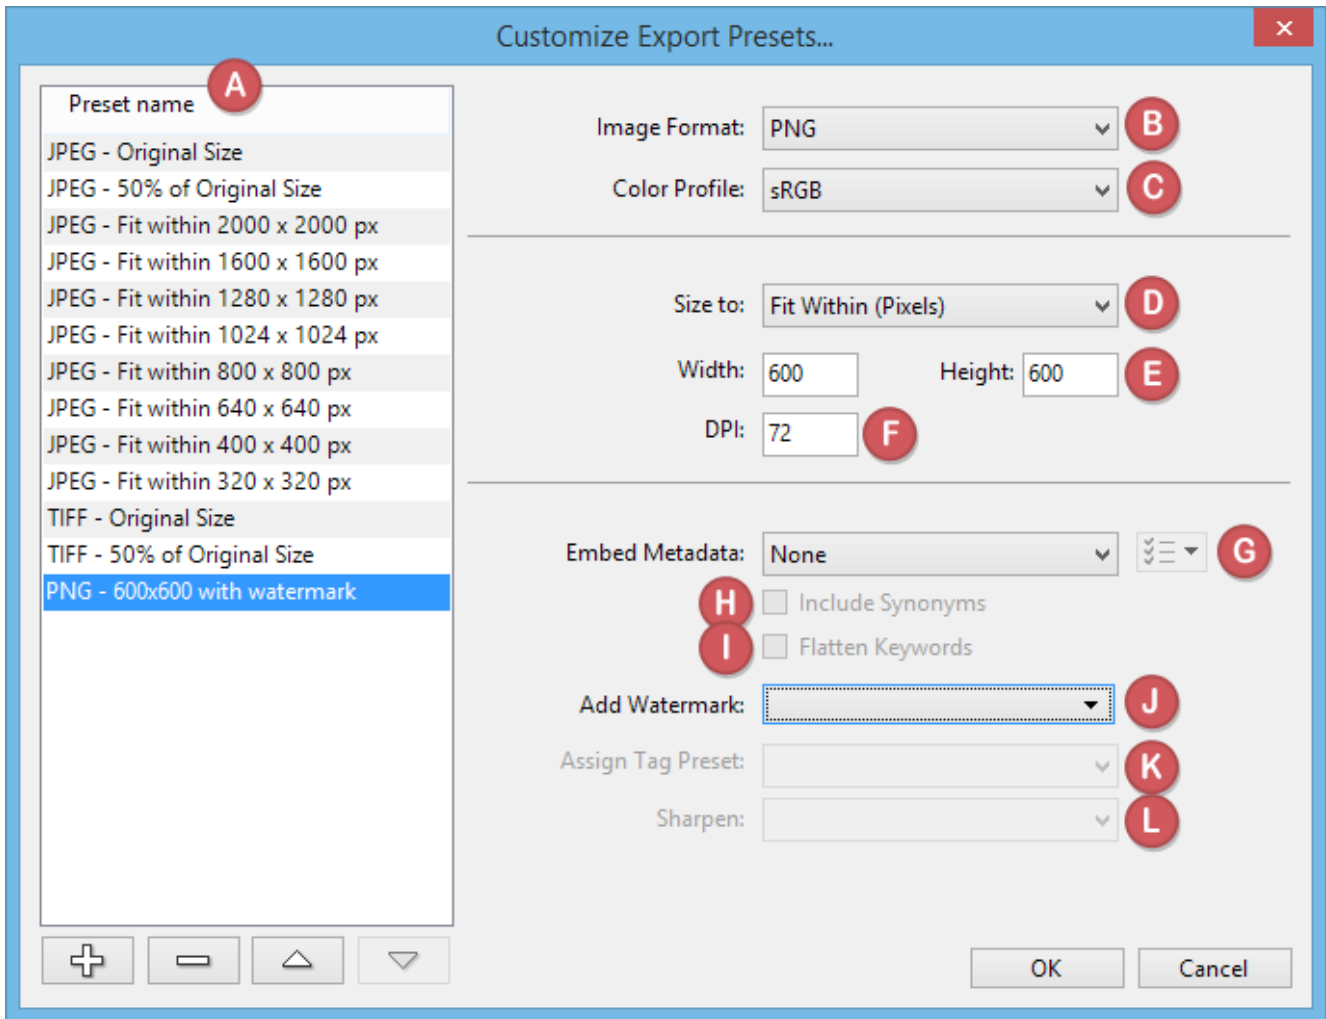 Customize Export Presets...
A
Preset name
JPEG - Original Size
JPEG - 50% of Original Size
JPEG - Fit within 2000 x 2000 px
JPEG - Fit within 1600 x 1600 px
JPEG - Fit within 1280 x 1280 px
JPEG - Fit within 1024 x 1024 px
JPEG - Fit within 800 x 800 px
JPEG - Fit within 640 x 640 px
JPEG - Fit within 400 x 400 px
JPEG - Fit within 320 x 320 px
TIFF - Original Size
TIFF - 50% of Original Size
PNG - 600x600 with watermark
Image Format: PNG B
Color Profile: sRGB C
Size to: Fit Within (Pixels) D
Width: 600 Height: 600 E
DPI: 72 F
Embed Metadata: None G
H Include Synonyms
I Flatten Keywords
Add Watermark: J
Assign Tag Preset: K
Sharpen: L
OK Cancel